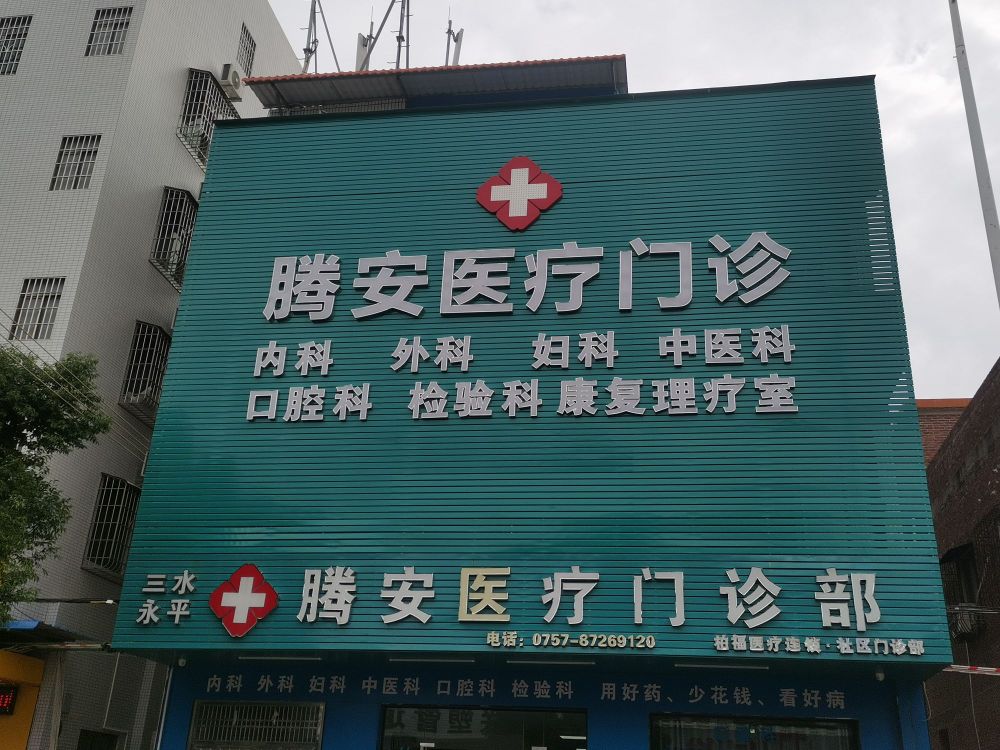 腾安医疗门诊
内科 外科 妇科 中医科
口腔科 检验科 康复理疗室
三水
永平
腾安医疗门诊部
电话：0757-87269120
柏福医疗连锁·社区门诊部
内科 外科 妇科 中医科 口腔科 检验科 用好药、少花钱、看好病